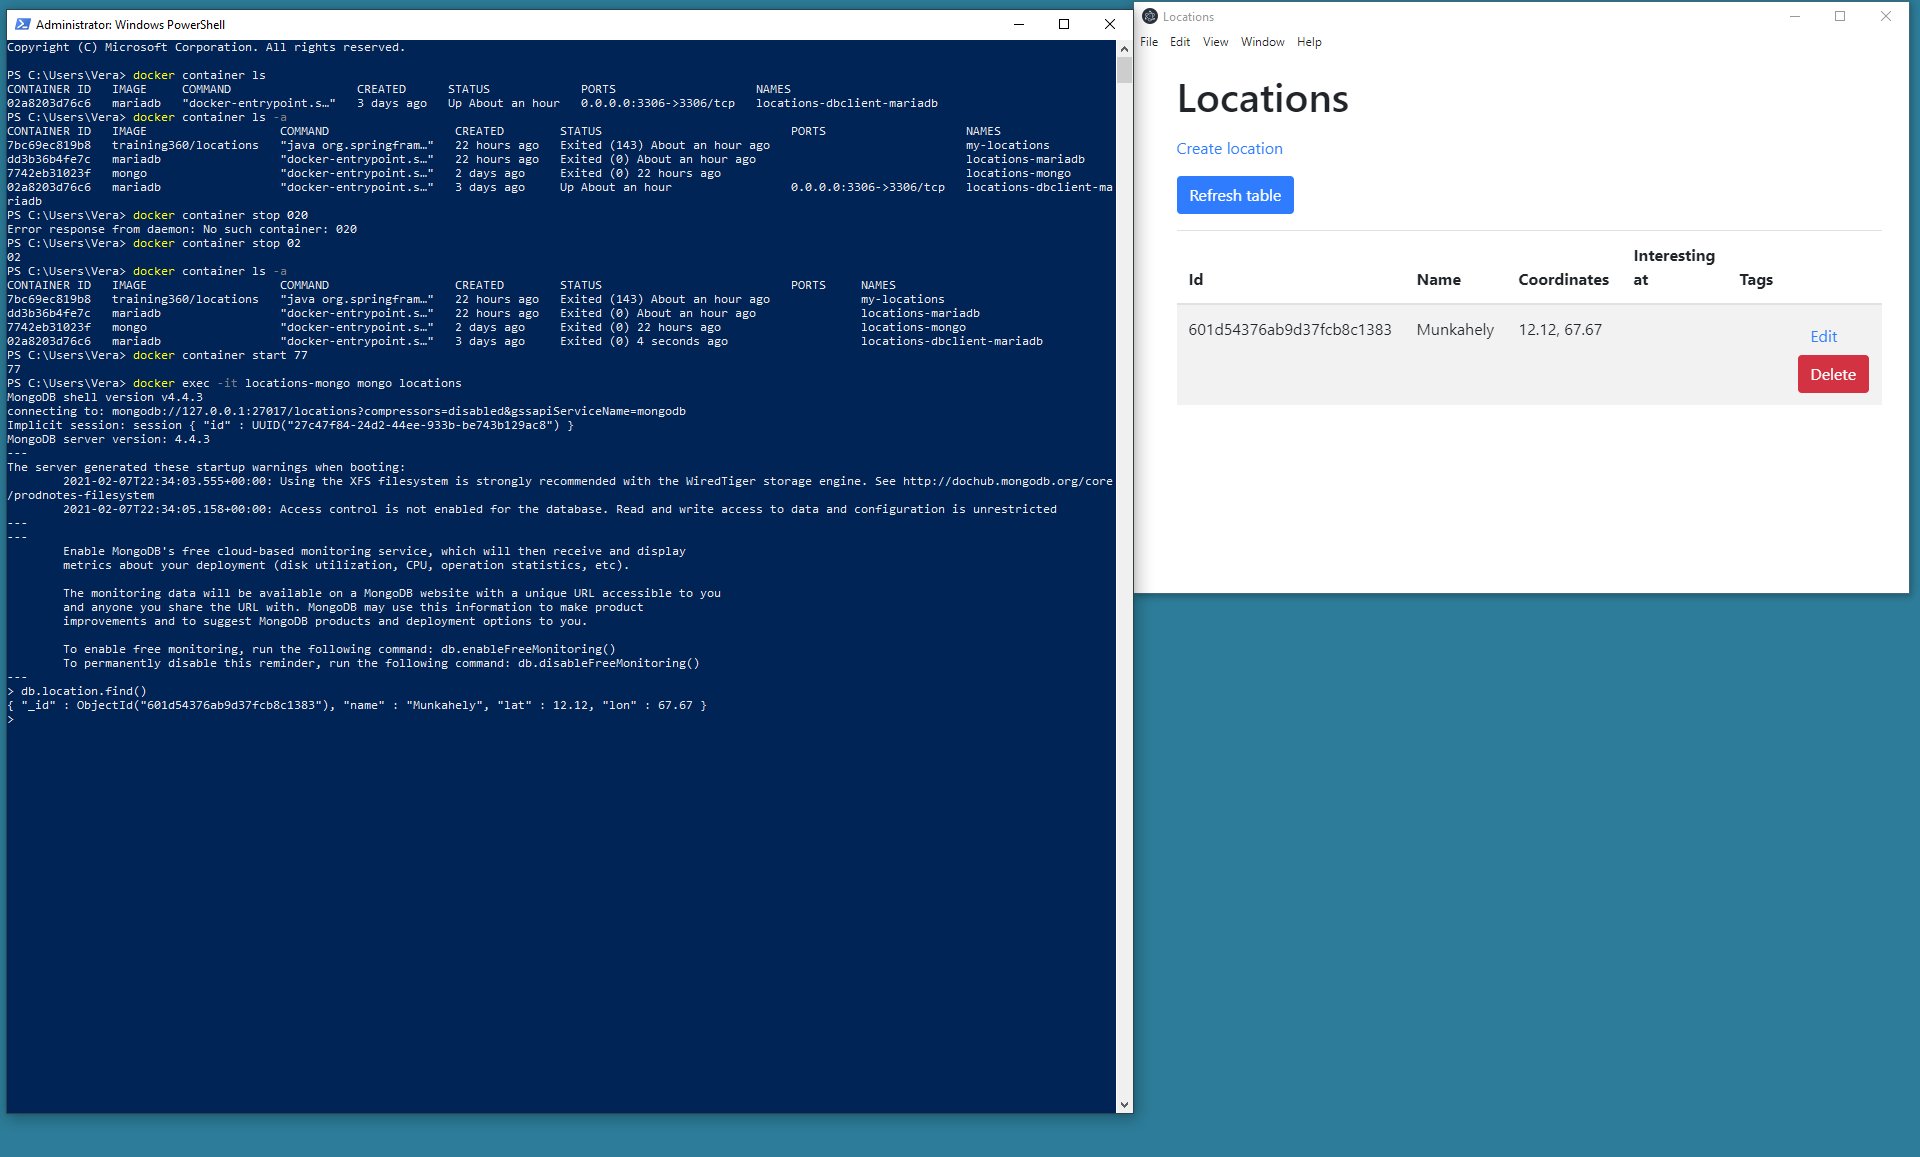 Administrator: Windows PowerShell
Copyright (C) Microsoft Corporation. All rights reserved.
PS C:\Users\Vera> docker container ls
CONTAINER ID   IMAGE     COMMAND                  CREATED      STATUS             PORTS                    NAMES
02a8203d76c6   mariadb   "docker-entrypoint.s…"   3 days ago   Up About an hour   0.0.0.0:3306->3306/tcp   locations-dbclient-mariadb
PS C:\Users\Vera> docker container ls -a
CONTAINER ID   IMAGE                   COMMAND                  CREATED        STATUS                           PORTS                    NAMES
7bc69ec819b8   training360/locations   "java org.springfram…"   22 hours ago   Exited (143) About an hour ago                            my-locations
dd3b36b4fe7c   mariadb                 "docker-entrypoint.s…"   22 hours ago   Exited (0) About an hour ago                              locations-mariadb
7742eb31023f   mongo                   "docker-entrypoint.s…"   2 days ago     Exited (0) 22 hours ago                                   locations-mongo
02a8203d76c6   mariadb                 "docker-entrypoint.s…"   3 days ago     Up About an hour                 0.0.0.0:3306->3306/tcp   locations-dbclient-ma
riadb
PS C:\Users\Vera> docker container stop 020
Error response from daemon: No such container: 020
PS C:\Users\Vera> docker container stop 02
02
PS C:\Users\Vera> docker container ls -a
CONTAINER ID   IMAGE                   COMMAND                  CREATED        STATUS                           PORTS     NAMES
7bc69ec819b8   training360/locations   "java org.springfram…"   22 hours ago   Exited (143) About an hour ago             my-locations
dd3b36b4fe7c   mariadb                 "docker-entrypoint.s…"   22 hours ago   Exited (0) About an hour ago               locations-mariadb
7742eb31023f   mongo                   "docker-entrypoint.s…"   2 days ago     Exited (0) 22 hours ago                    locations-mongo
02a8203d76c6   mariadb                 "docker-entrypoint.s…"   3 days ago     Exited (0) 4 seconds ago                   locations-dbclient-mariadb
PS C:\Users\Vera> docker container start 77
77
PS C:\Users\Vera> docker exec -it locations-mongo mongo locations
MongoDB shell version v4.4.3
connecting to: mongodb://127.0.0.1:27017/locations?compressors=disabled&gssapiServiceName=mongodb
Implicit session: session { "id" : UUID("27c47f84-24d2-44ee-933b-be743b129ac8") }
MongoDB server version: 4.4.3
---
The server generated these startup warnings when booting:
2021-02-07T22:34:03.555+00:00: Using the XFS filesystem is strongly recommended with the WiredTiger storage engine. See http://dochub.mongodb.org/core
/prodnotes-filesystem
2021-02-07T22:34:05.158+00:00: Access control is not enabled for the database. Read and write access to data and configuration is unrestricted
---
---
Enable MongoDB's free cloud-based monitoring service, which will then receive and display
metrics about your deployment (disk utilization, CPU, operation statistics, etc).
The monitoring data will be available on a MongoDB website with a unique URL accessible to you
and anyone you share the URL with. MongoDB may use this information to make product
improvements and to suggest MongoDB products and deployment options to you.
To enable free monitoring, run the following command: db.enableFreeMonitoring()
To permanently disable this reminder, run the following command: db.disableFreeMonitoring()
---
> db.location.find()
{ "_id" : ObjectId("601d54376ab9d37fcb8c1383"), "name" : "Munkahely", "lat" : 12.12, "lon" : 67.67 }
>
Locations
File Edit View Window Help
Locations
Create location
Refresh table
Id Name Coordinates Interesting at Tags
601d54376ab9d37fcb8c1383 Munkahely 12.12, 67.67
Edit
Delete